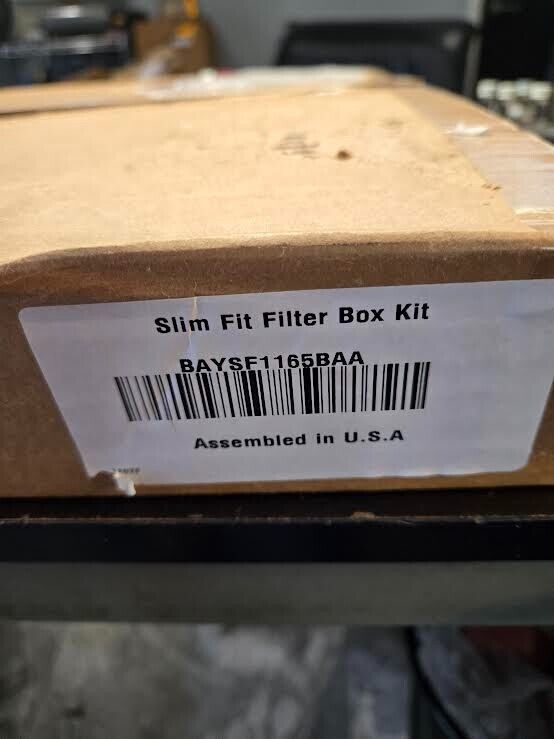 Slim Fit Filter Box Kit
BAYSF1165BAA
Assembled in U.S.A